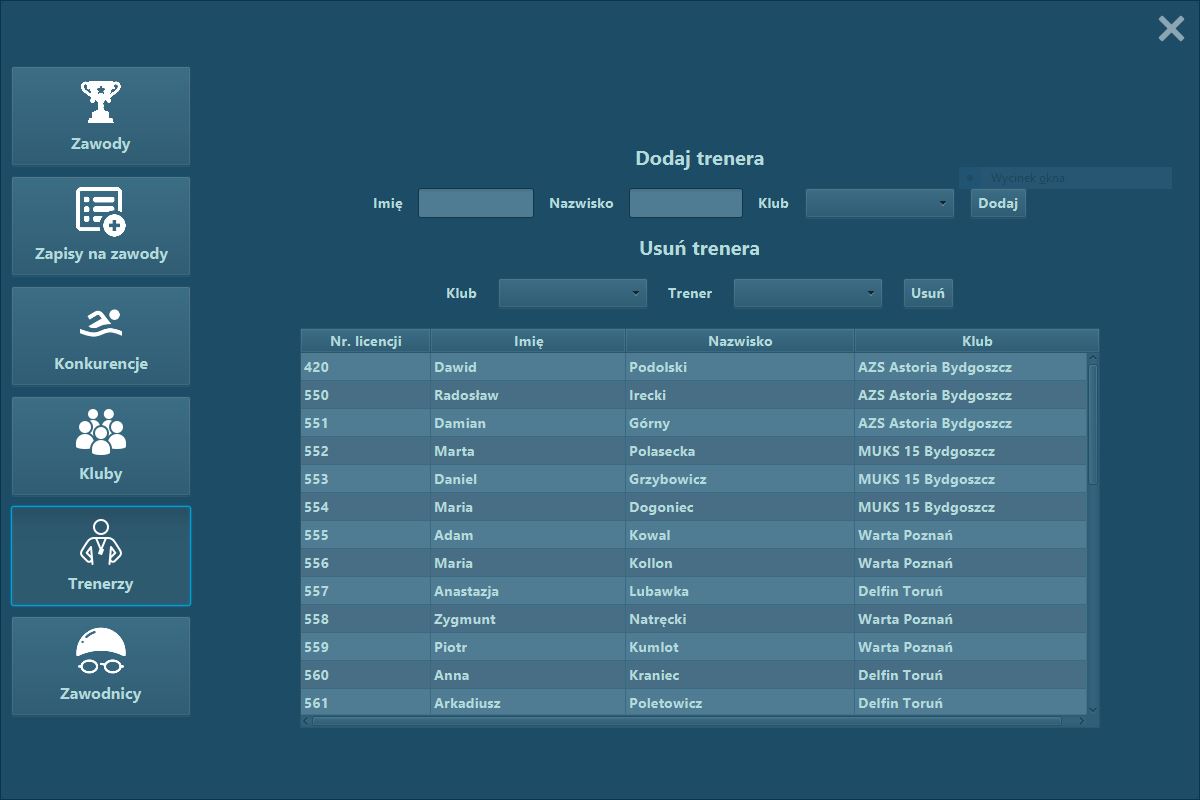 Zawody
Zapisy na zawody
Konkurencje
Kluby
Trenerzy
Zawodnicy
Dodaj trenera
Wycinek okna
Imię Nazwisko Klub Dodaj
Usuń trenera
Klub Trener Usuń
Nr. licencji Imię Nazwisko Klub
420 Dawid Podolski AZS Astoria Bydgoszcz
550 Radosław Irecki AZS Astoria Bydgoszcz
551 Damian Górny AZS Astoria Bydgoszcz
552 Marta Polasecka MUKS 15 Bydgoszcz
553 Daniel Grzybowicz MUKS 15 Bydgoszcz
554 Maria Dogoniec MUKS 15 Bydgoszcz
555 Adam Kowal Warta Poznań
556 Maria Kollon Warta Poznań
557 Anastazja Lubawka Delfin Toruń
558 Zygmunt Natręcki Warta Poznań
559 Piotr Kumlot Warta Poznań
560 Anna Kraniec Delfin Toruń
561 Arkadiusz Poletowicz Delfin Toruń